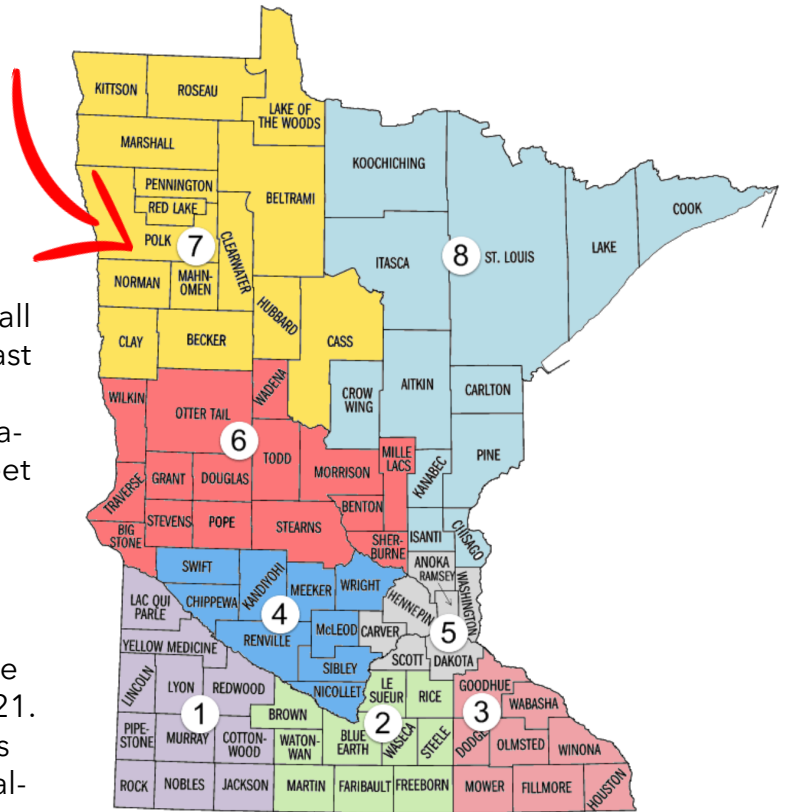 KITTSON
ROSEAU
LAKE OF
THE WOODS
MARSHALL
KOOCHICHING
PENNINGTON
BELTRAMI
RED LAKE
COOK
POLK
7
CLEARWATER
ITASCA
8
ST. LOUIS
LAKE
NORMAN
MAHN-
OMEN
HUBBARD
all
ast
CLAY
BECKER
CASS
WADENA
AITKIN
CARLTON
WILKIN
CROW
WING
OTTER TAIL
a-
et
6
TODD
MILLE
LACS
PINE
GRANT
DOUGLAS
MORRISON
KANABEC
TRAVERSE
BENTON
STEVENS
POPE
STEARNS
BIG
STONE
SHER-
BURNE
ISANTI
CHISAGO
SWIFT
KANDIYOHI
ANOKA
RAMSEY
WASHINGTON
MEEKER
WRIGHT
LAC QUI
PARLE
CHIPPEWA
HENNEPIN
4
RENVILLE
McLEOD
CARVER
5
YELLOW MEDICINE
SCOTT
DAKOTA
SIBLEY
e
LINCOLN
LYON
REDWOOD
NICOLLET
LE
SUEUR
RICE
GOODHUE
WABASHA
21.
1
BROWN
2
3
PIPE-
STONE
MURRAY
COTTON-
WOOD
WATON-
WAN
BLUE
EARTH
WASECA
STEELE
DODGE
OLMSTED
WINONA
s
al-
ROCK
NOBLES
JACKSON
MARTIN
FARIBAULT
FREEBORN
MOWER
FILLMORE
HOUSTON